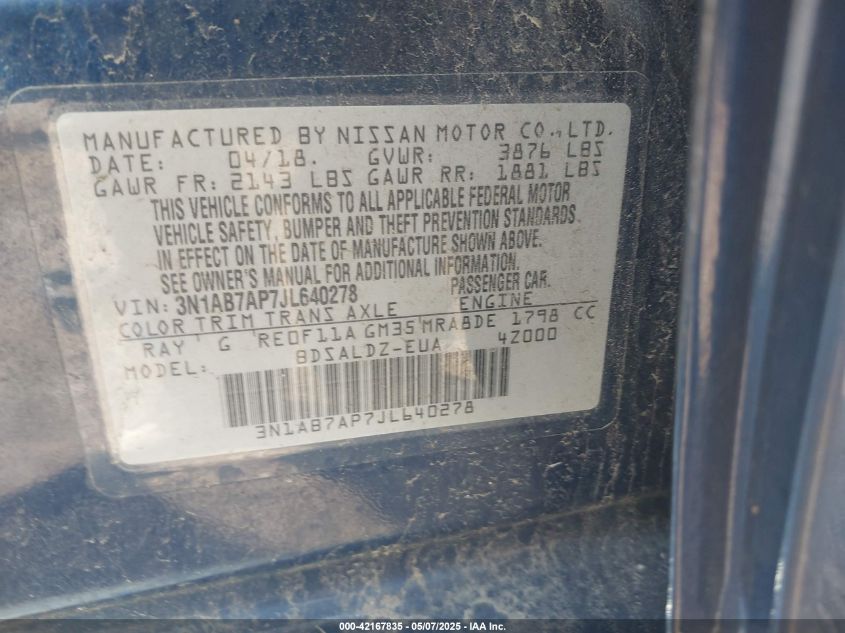 MANUFACTURED BY NISSAN MOTOR CO., LTD.
DATE: 04/18. GVWR: 3876 LBS
GAWR FR: 2143 LBS GAWR RR: 1881 LBS
THIS VEHICLE CONFORMS TO ALL APPLICABLE FEDERAL MOTOR
VEHICLE SAFETY, BUMPER AND THEFT PREVENTION STANDARDS
IN EFFECT ON THE DATE OF MANUFACTURE SHOWN ABOVE.
SEE OWNER'S MANUAL FOR ADDITIONAL INFORMATION.
VIN: 3N1AB7AP7JL640278 PASSENGER CAR.
COLOR TRIM TRANS AXLE ENGINE
RAY G RE0F11A GM35 MRA8DE 1798 CC
MODEL: BDSALDZ-EUA 4Z000
3N1AB7AP7JL640278
000-42167835 - 05/07/2025 - IAA Inc.